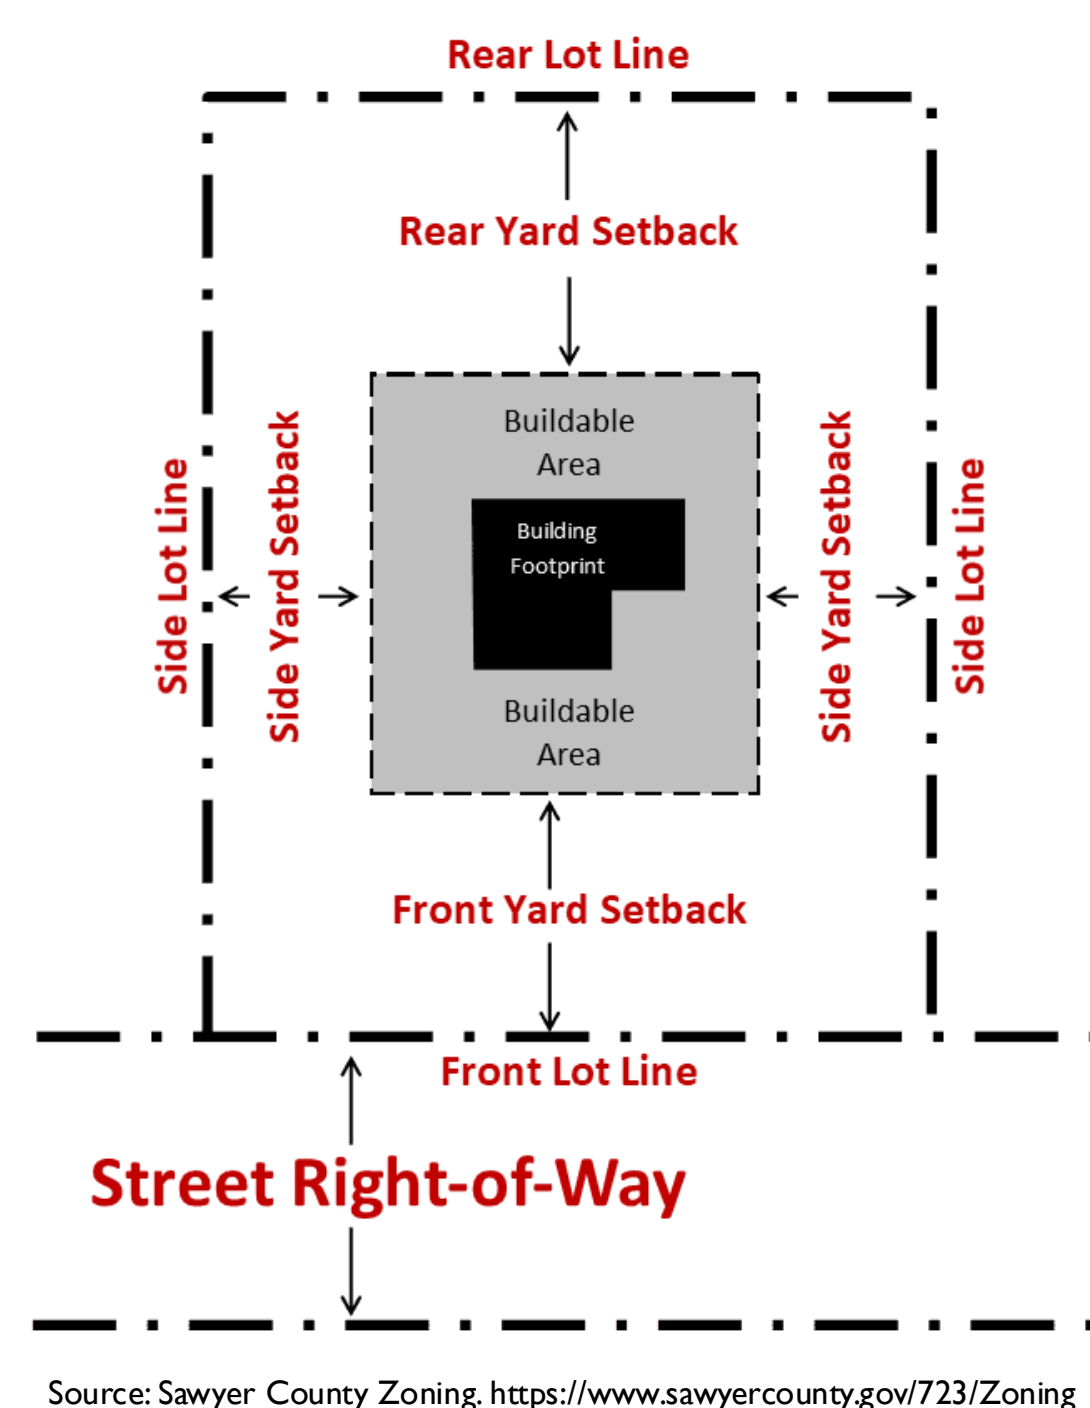 Rear Lot Line
Rear Yard Setback
Buildable
Area
Side Lot Line
Side Yard Setback
Building
Footprint
Side Yard Setback
Side Lot Line
Buildable
Area
Front Yard Setback
Front Lot Line
Street Right-of-Way
Source: Sawyer County Zoning. https://www.sawyercounty.gov/723/Zoning